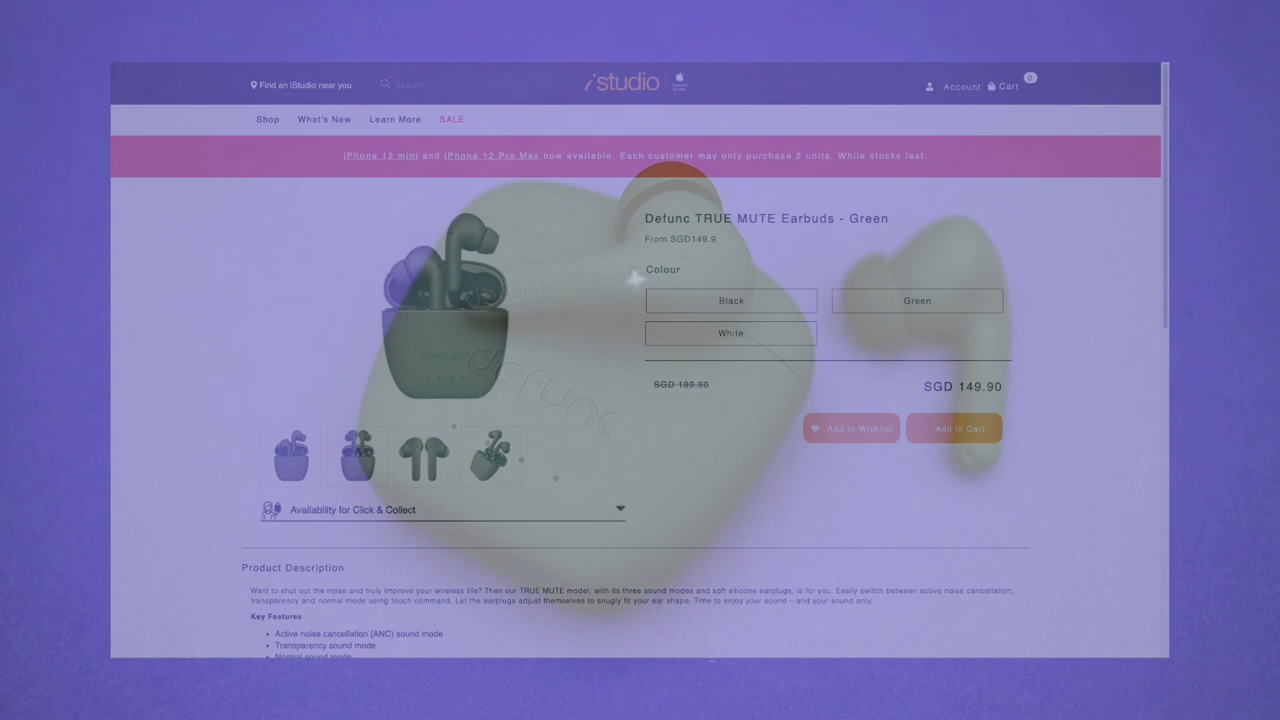 Find an iStudio near you
Search
iStudio
Account
Cart
0
Shop
What's New
Learn More
SALE
iPhone 12 mini and iPhone 12 Pro Max now available. Each customer may only purchase 2 units. While stocks last.
Defunc TRUE MUTE Earbuds - Green
From SGD149.9
Colour
Black
Green
White
defunc
defunc
SGD 199.90
SGD 149.90
Add to Wishlist
Add to Cart
Availability for Click & Collect
Product Description
Want to shut out the noise and truly improve your wireless life? Then our TRUE MUTE model, with its three sound modes and soft silicone earplugs, is for you. Easily switch between active noise cancellation,
transparency and normal mode using touch command. Let the earplugs adjust themselves to snugly fit your ear shape. Time to enjoy your sound – and your sound only.
Key Features
Active noise cancellation (ANC) sound mode
Transparency sound mode
Normal sound mode